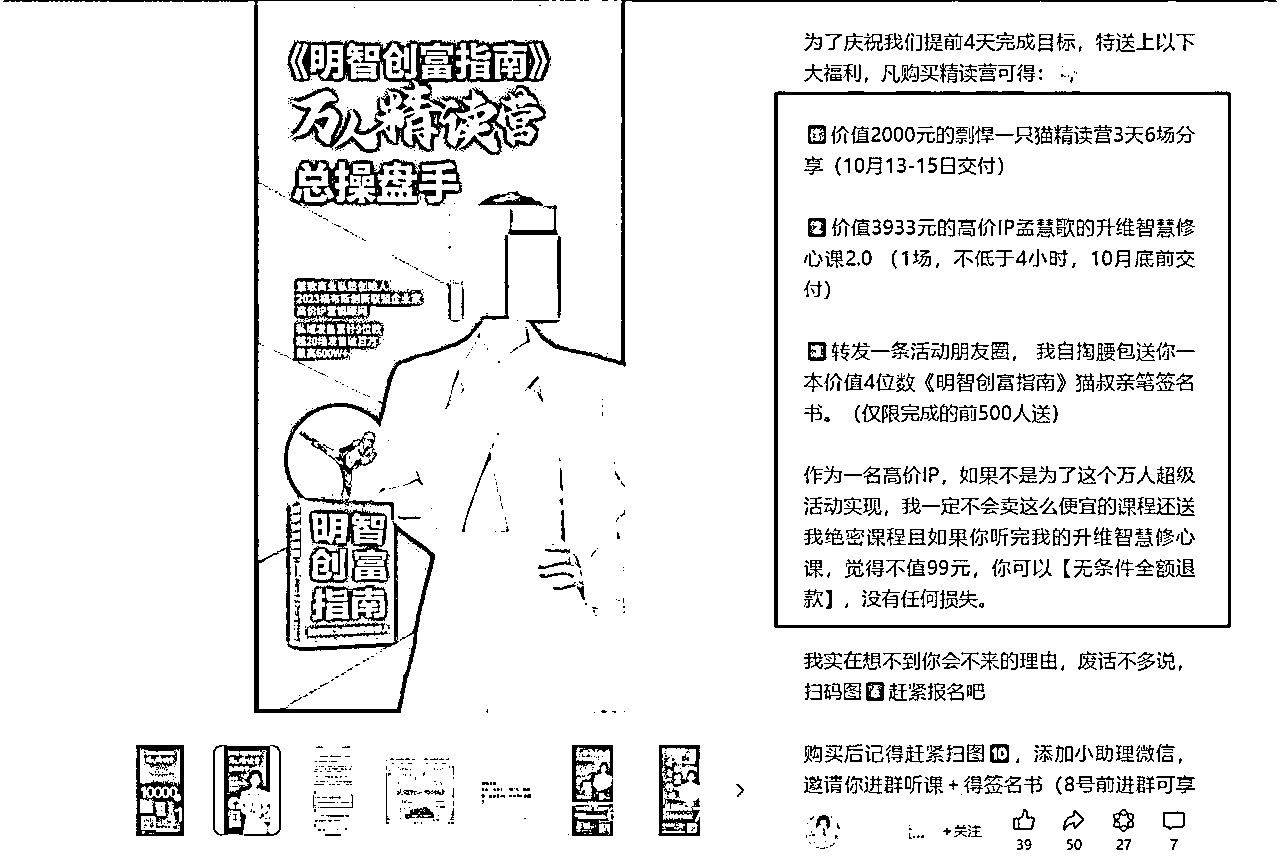 《明智创富指南》
万人精读营
总操盘手
明智
创富
指南
10000
为了庆祝我们提前4天完成目标，特送上以下
大福利，凡购买精读营可得：
1 价值2000元的剽悍一只猫精读营3天6场分
享（10月13-15日交付）
2 价值3933元的高价IP孟慧歌的升维智慧修
心课2.0 （1场，不低于4小时，10月底前交
付）
3 转发一条活动朋友圈， 我自掏腰包送你一
本价值4位数《明智创富指南》猫叔亲笔签名
书。（仅限完成的前500人送）
作为一名高价IP，如果不是为了这个万人超级
活动实现，我一定不会卖这么便宜的课程还送
我绝密课程且如果你听完我的升维智慧修心
课，觉得不值99元，你可以【无条件全额退
款】，没有任何损失。
我实在想不到你会不来的理由，废话不多说，
扫码图 赶紧报名吧
购买后记得赶紧扫图10，添加小助理微信，
邀请你进群听课+得签名书（8号前进群可享
+关注
39 50 27 7